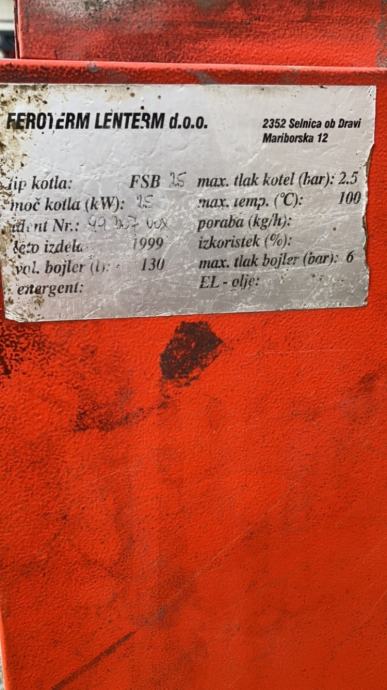 FEROTERM LENTERM d.o.o.
2352 Selnica ob Dravi
Mariborska 12
tip kotla: FSB 25 max. tlak kotel (bar): 2.5
moč kotla (kW): 25 max. temp. (°C): 100
ident Nr.: poraba (kg/h):
leto izdela 1999 izkoristek (%):
vol. bojler (l): 130 max. tlak bojler (bar): 6
energent: EL - olje: